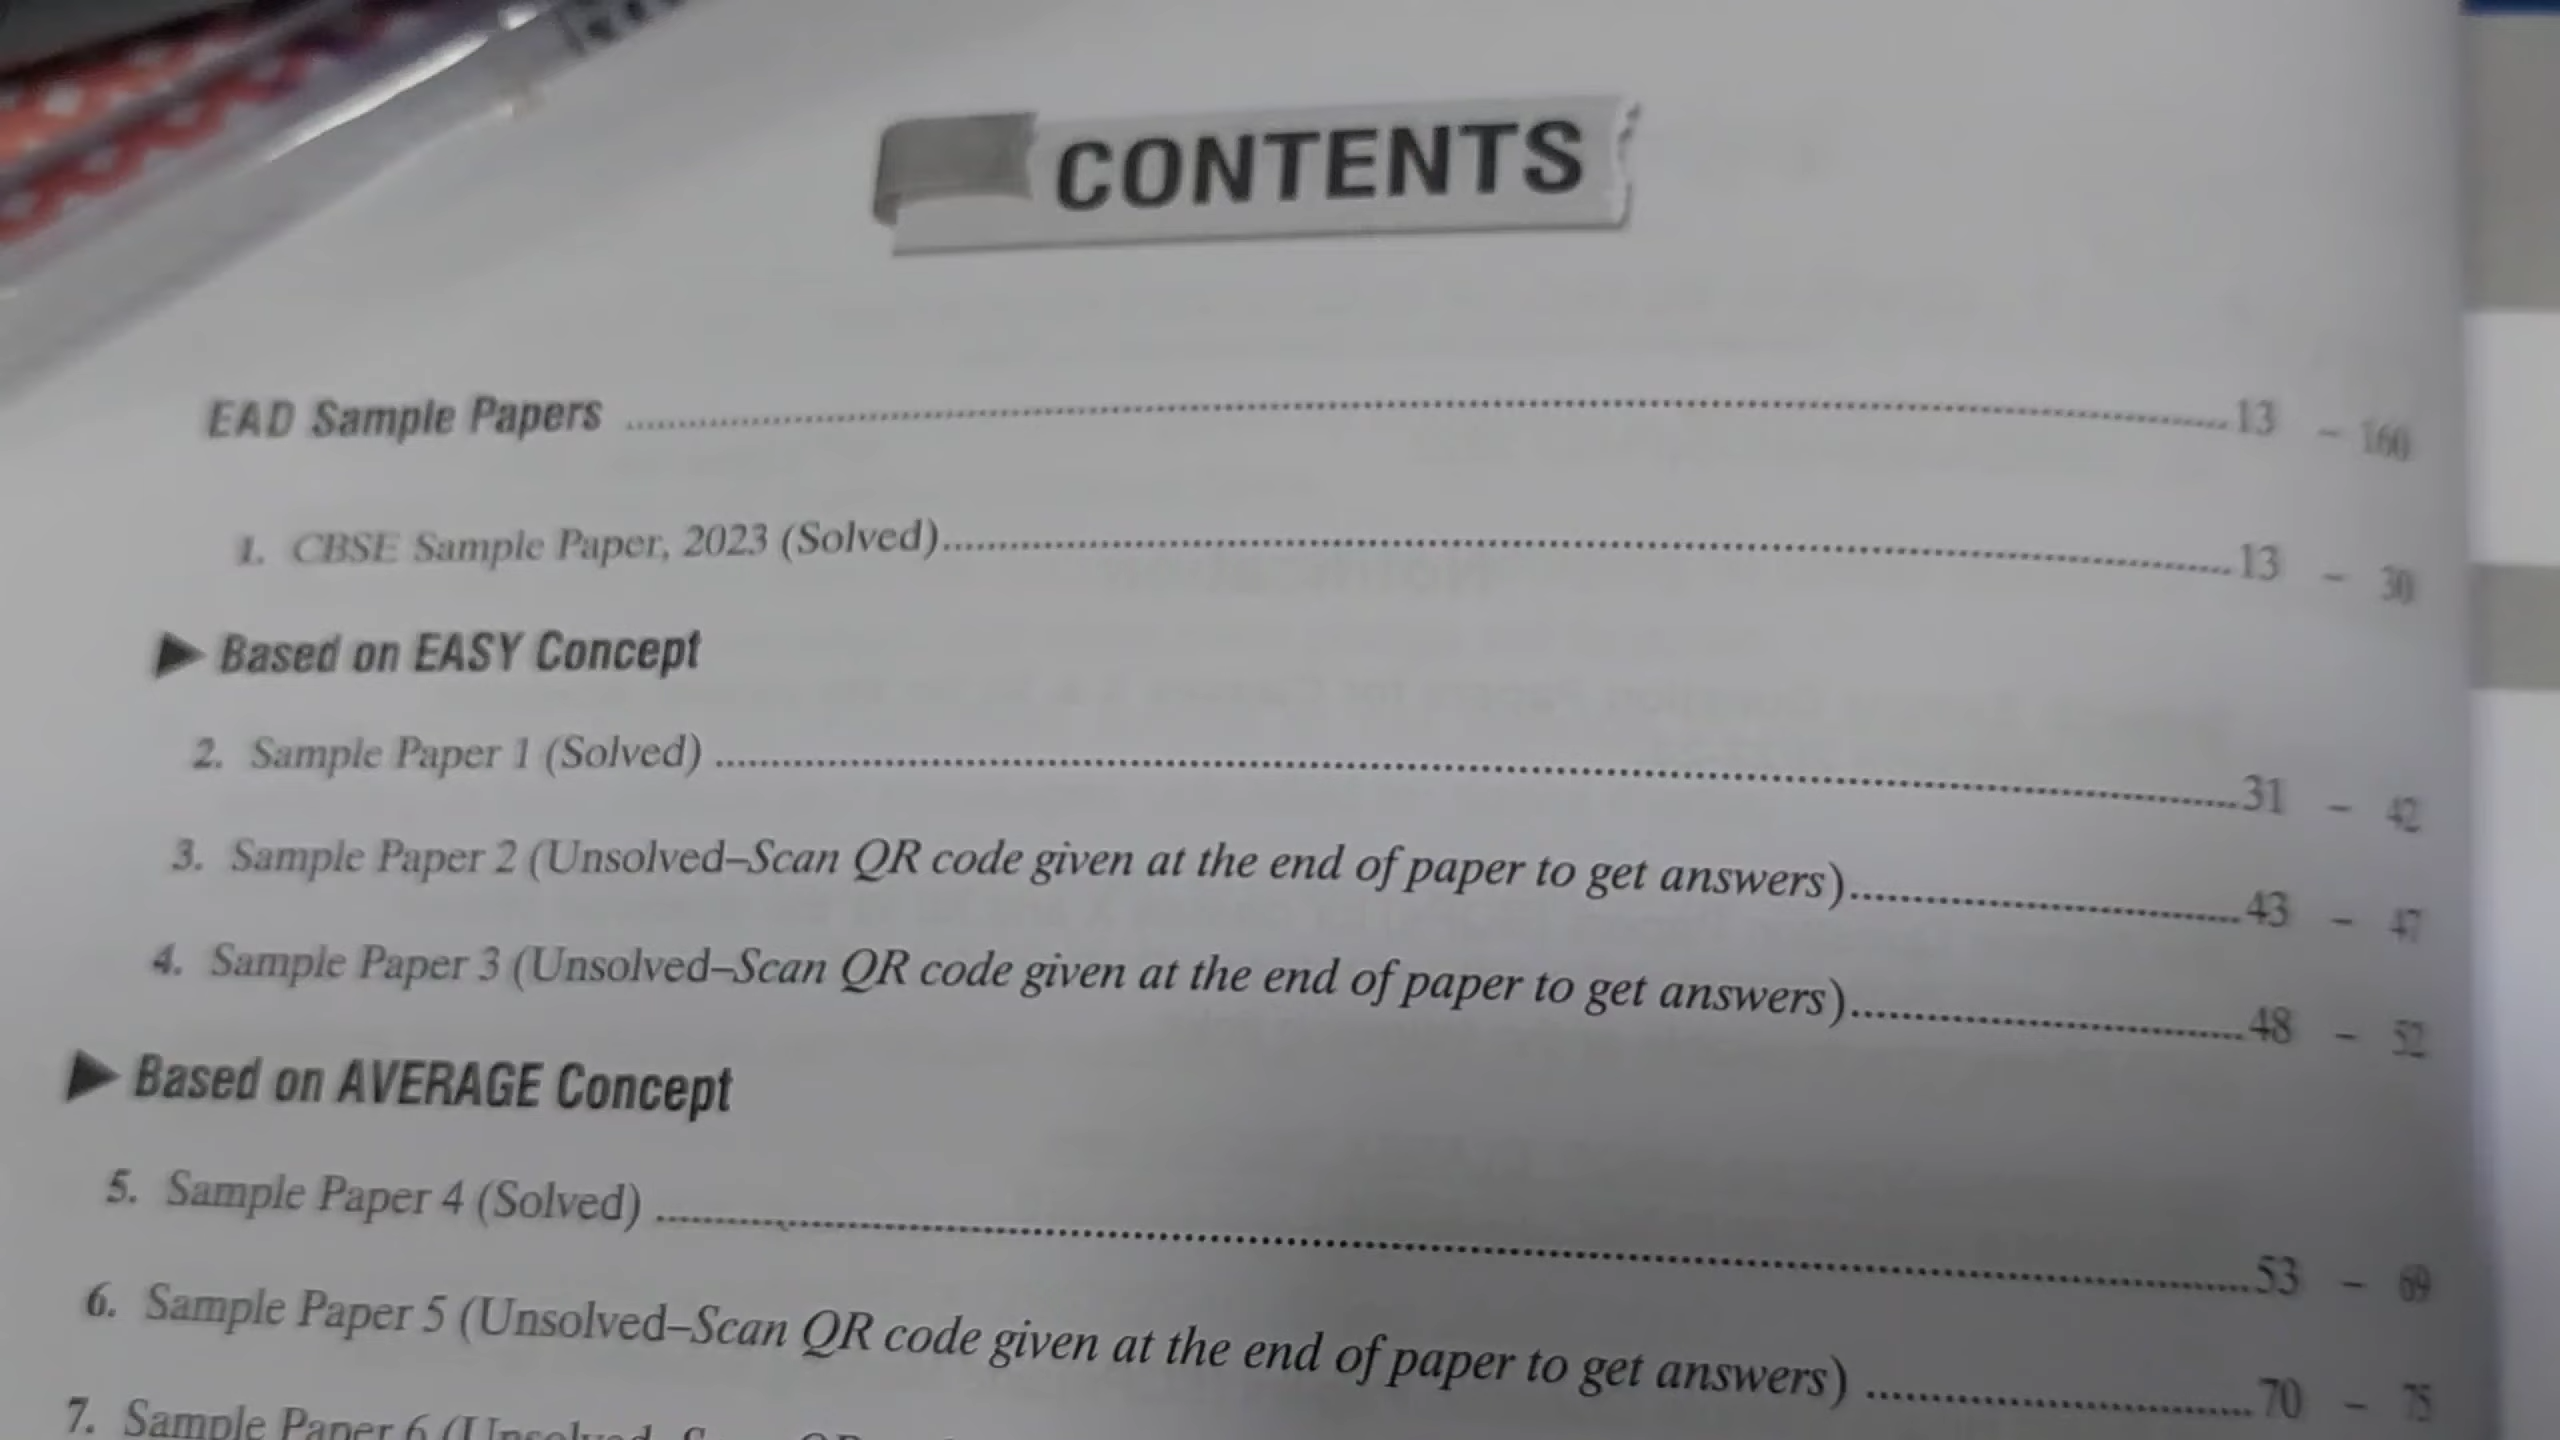 CONTENTS
EAD Sample Papers ........ 13 – 160
1. CBSE Sample Paper, 2023 (Solved) ........ 13 – 30
▶ Based on EASY Concept
2. Sample Paper 1 (Solved) ........ 31 – 42
3. Sample Paper 2 (Unsolved–Scan QR code given at the end of paper to get answers) ........ 43 – 47
4. Sample Paper 3 (Unsolved–Scan QR code given at the end of paper to get answers) ........ 48 – 52
▶ Based on AVERAGE Concept
5. Sample Paper 4 (Solved) ........ 53 – 69
6. Sample Paper 5 (Unsolved–Scan QR code given at the end of paper to get answers) ........ 70 – 75
7. Sample Paper 6 (Unsolved–Scan QR